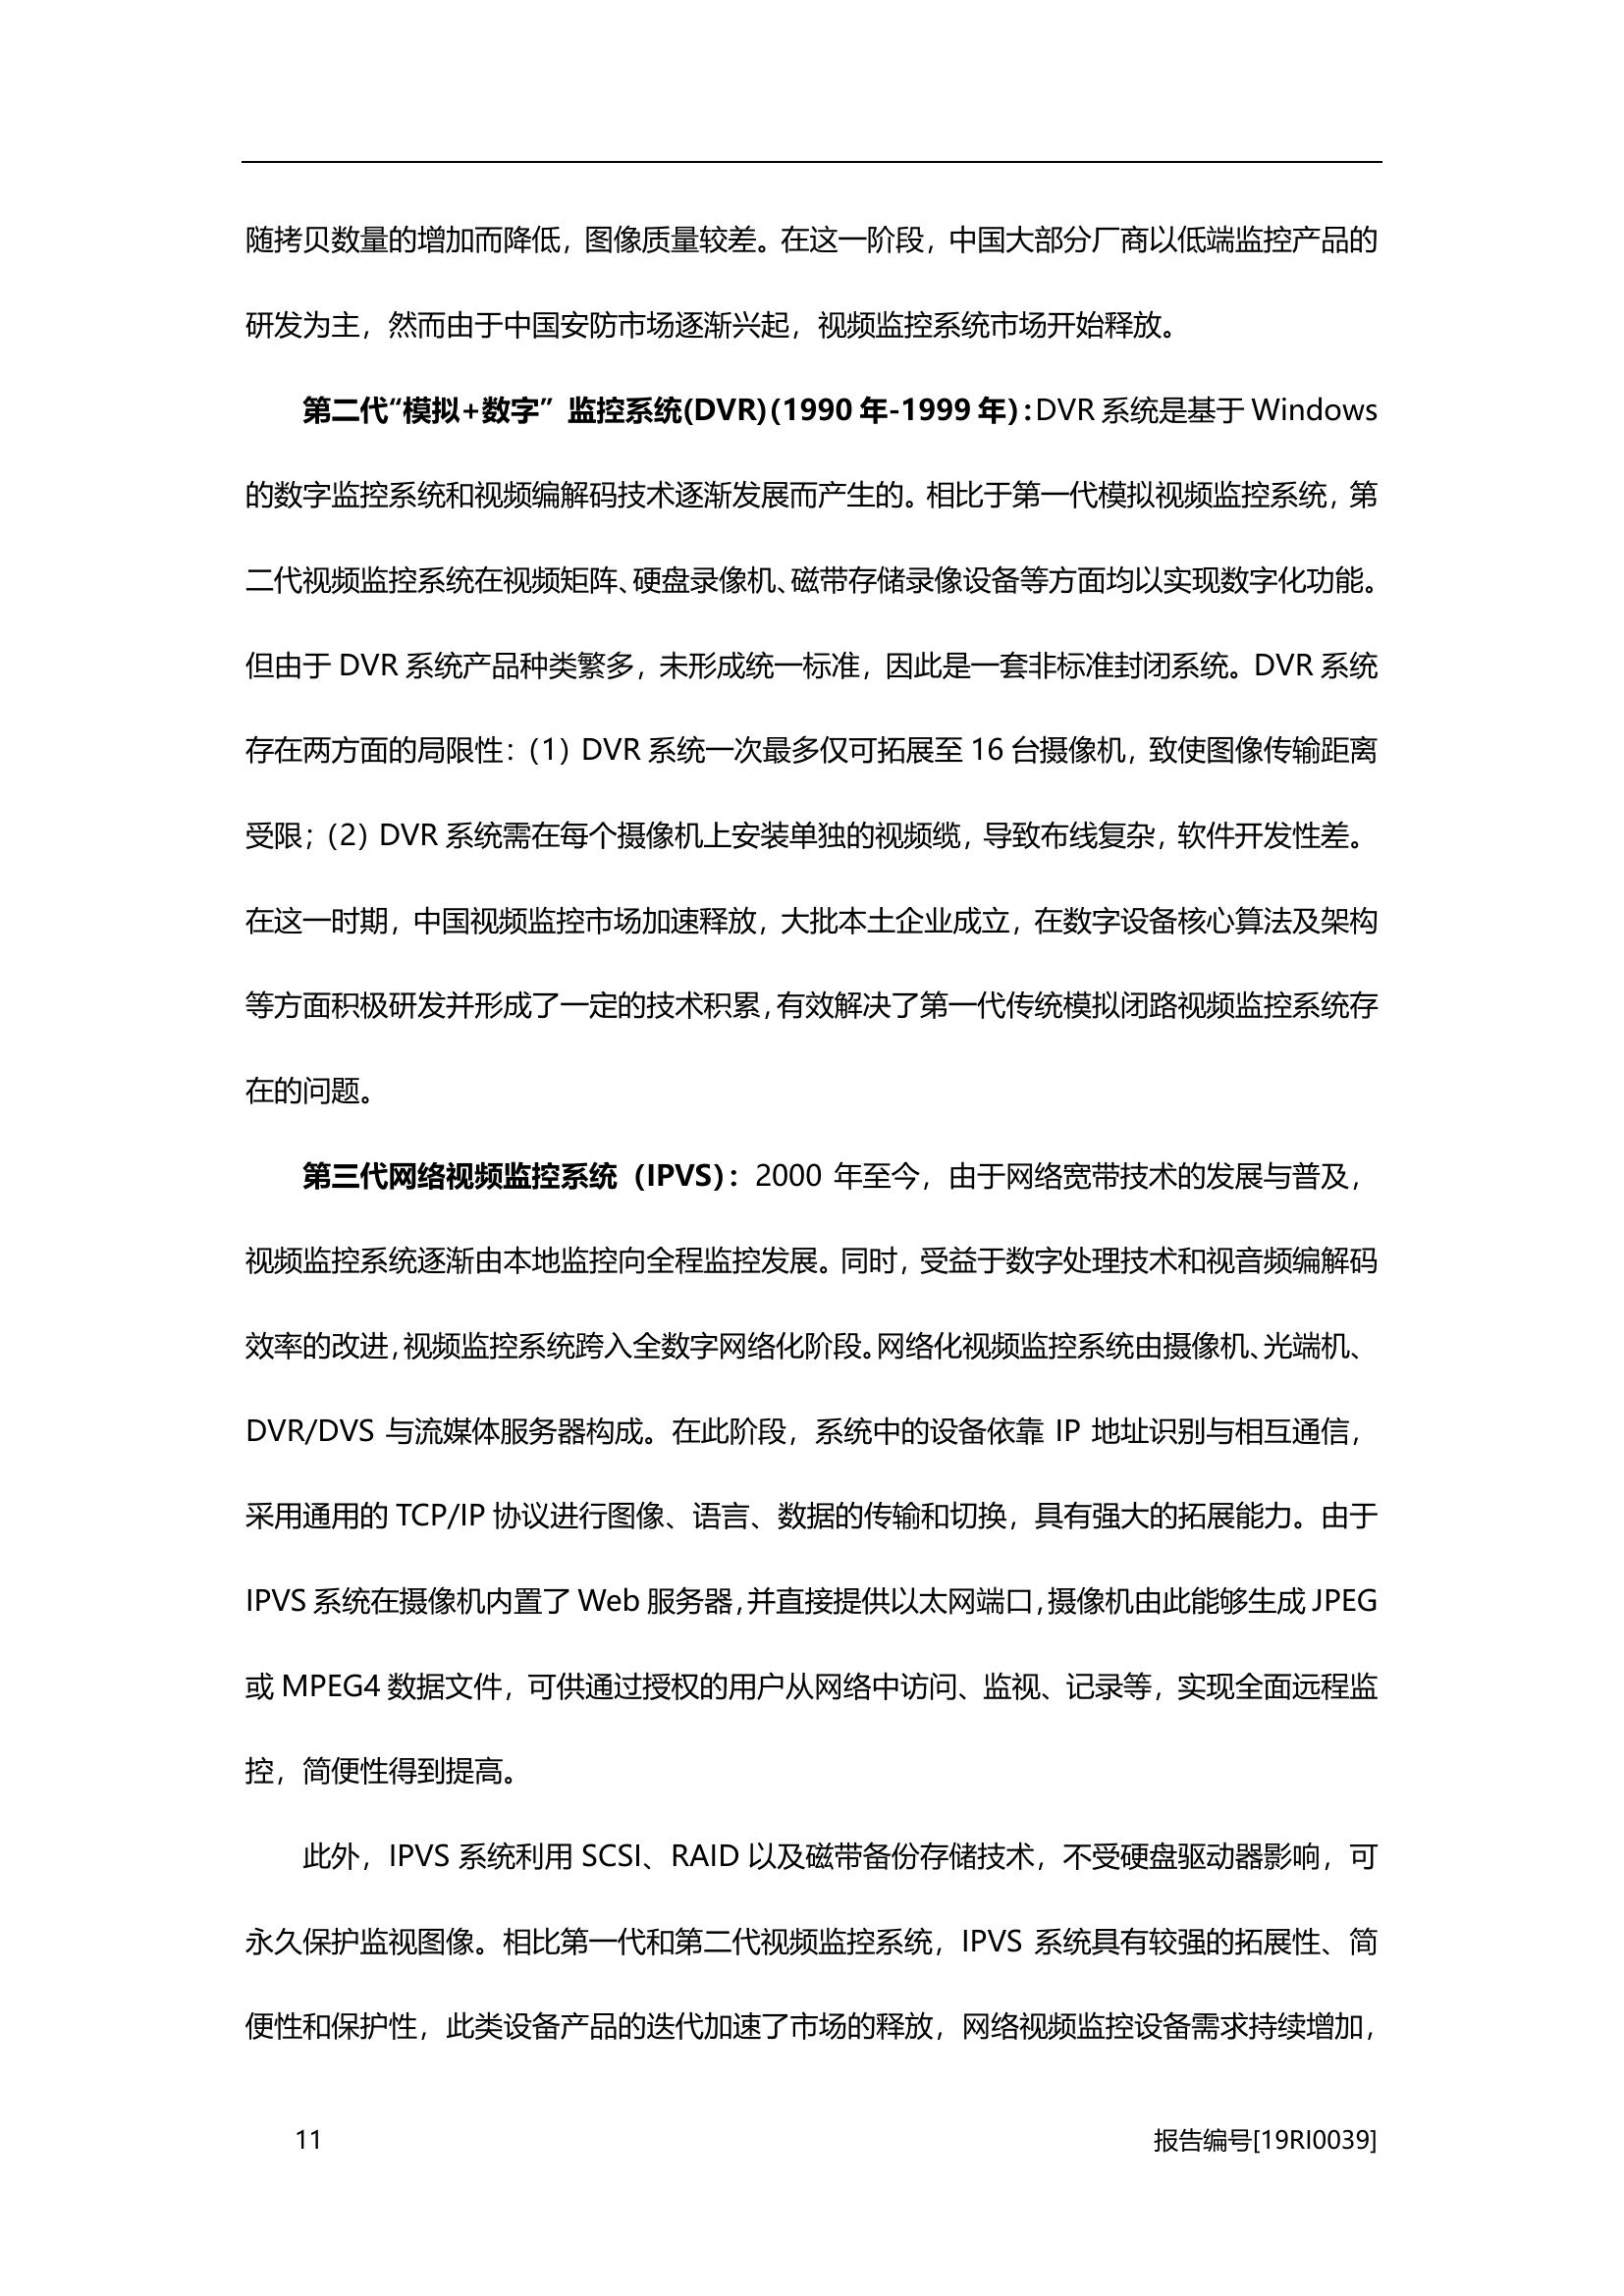 随拷贝数量的增加而降低，图像质量较差。在这一阶段，中国大部分厂商以低端监控产品的
研发为主，然而由于中国安防市场逐渐兴起，视频监控系统市场开始释放。
第二代“模拟+数字” 监控系统(DVR)（1990 年-1999 年）：DVR 系统是基于 Windows
的数字监控系统和视频编解码技术逐渐发展而产生的。相比于第一代模拟视频监控系统，第
二代视频监控系统在视频矩阵、硬盘录像机、磁带存储录像设备等方面均以实现数字化功能。
但由于 DVR 系统产品种类繁多，未形成统一标准，因此是一套非标准封闭系统。DVR 系统
存在两方面的局限性：（1）DVR 系统一次最多仅可拓展至 16 台摄像机，致使图像传输距离
受限；（2）DVR 系统需在每个摄像机上安装单独的视频缆，导致布线复杂，软件开发性差。
在这一时期，中国视频监控市场加速释放，大批本土企业成立，在数字设备核心算法及架构
等方面积极研发并形成了一定的技术积累，有效解决了第一代传统模拟闭路视频监控系统存
在的问题。
第三代网络视频监控系统（IPVS）：2000 年至今，由于网络宽带技术的发展与普及，
视频监控系统逐渐由本地监控向全程监控发展。同时，受益于数字处理技术和视音频编解码
效率的改进，视频监控系统跨入全数字网络化阶段。网络化视频监控系统由摄像机、光端机、
DVR/DVS 与流媒体服务器构成。在此阶段，系统中的设备依靠 IP 地址识别与相互通信，
采用通用的 TCP/IP 协议进行图像、语言、数据的传输和切换，具有强大的拓展能力。由于
IPVS 系统在摄像机内置了 Web 服务器，并直接提供以太网端口，摄像机由此能够生成 JPEG
或 MPEG4 数据文件，可供通过授权的用户从网络中访问、监视、记录等，实现全面远程监
控，简便性得到提高。
此外，IPVS 系统利用 SCSI、RAID 以及磁带备份存储技术，不受硬盘驱动器影响，可
永久保护监视图像。相比第一代和第二代视频监控系统，IPVS 系统具有较强的拓展性、简
便性和保护性，此类设备产品的迭代加速了市场的释放，网络视频监控设备需求持续增加，
11
报告编号[19RI0039]